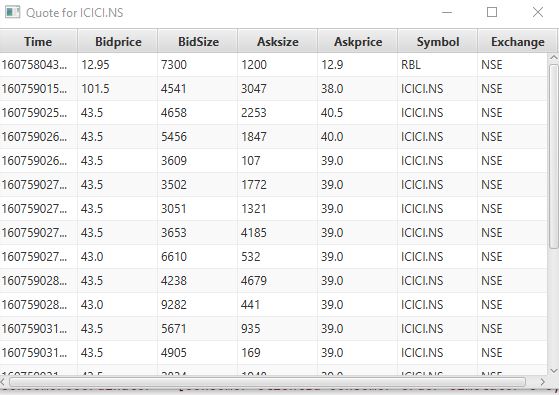 Quote for ICICI.NS
Time Bidprice BidSize Asksize Askprice Symbol Exchange
160758043... 12.95 7300 1200 12.9 RBL NSE
160759015... 101.5 4541 3047 38.0 ICICI.NS NSE
160759025... 43.5 4658 2253 40.5 ICICI.NS NSE
160759026... 43.5 5456 1847 40.0 ICICI.NS NSE
160759026... 43.5 3609 107 39.0 ICICI.NS NSE
160759027... 43.5 3502 1772 39.0 ICICI.NS NSE
160759027... 43.5 3051 1321 39.0 ICICI.NS NSE
160759027... 43.5 3653 4185 39.0 ICICI.NS NSE
160759027... 43.0 6610 532 39.0 ICICI.NS NSE
160759028... 43.5 4238 4679 39.0 ICICI.NS NSE
160759028... 43.0 9282 441 39.0 ICICI.NS NSE
160759031... 43.5 5671 935 39.0 ICICI.NS NSE
160759031... 43.5 4905 169 39.0 ICICI.NS NSE